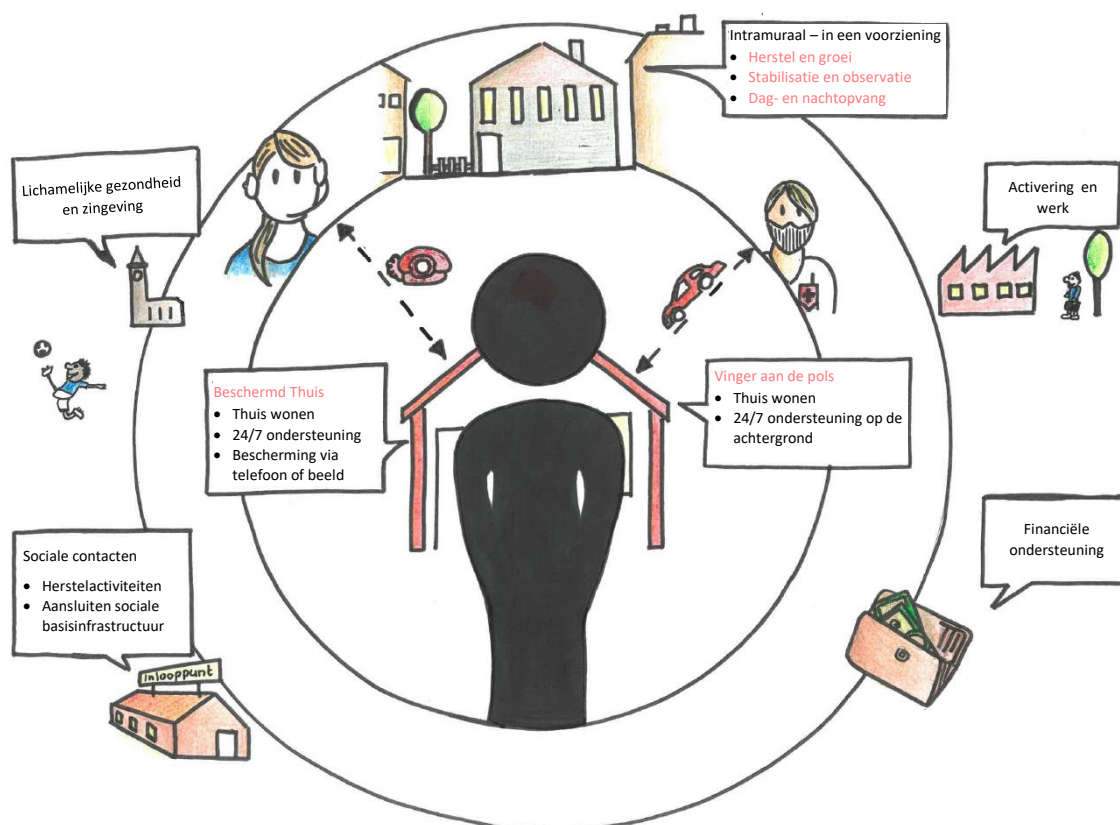 Intramuraal – in een voorziening
• Herstel en groei
• Stabilisatie en observatie
• Dag- en nachtopvang
Lichamelijke gezondheid
en zingeving
Activering en
werk
Beschermd Thuis
• Thuis wonen
• 24/7 ondersteuning
• Bescherming via
telefoon of beeld
Vinger aan de pols
• Thuis wonen
• 24/7 ondersteuning op de
achtergrond
Sociale contacten
• Herstelactiviteiten
• Aansluiten sociale
basisinfrastructuur
Financiële
ondersteuning
Inlooppunt